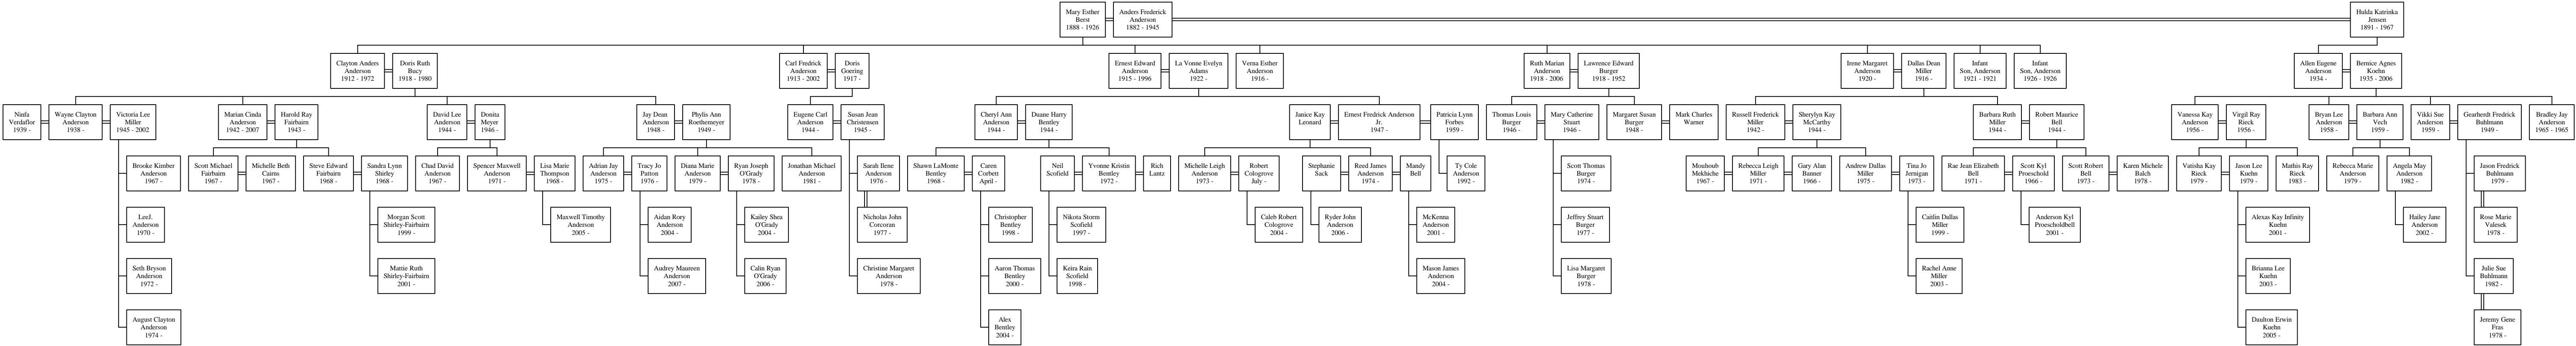 Mary Esther
Berst
1888 - 1926
Anders Frederick
Anderson
1882 - 1945
Hulda Katrinka
Jensen
1891 - 1967
Clayton Anders
Anderson
1912 - 1972
Doris Ruth
Bucy
1918 - 1980
Carl Fredrick
Anderson
1913 - 2002
Doris
Goering
1917 -
Ernest Edward
Anderson
1915 - 1996
La Vonne Evelyn
Adams
1922 -
Verna Esther
Anderson
1916 -
Ruth Marian
Anderson
1918 - 2006
Lawrence Edward
Burger
1918 - 1952
Irene Margaret
Anderson
1920 -
Dallas Dean
Miller
1916 -
Infant
Son, Anderson
1921 - 1921
Infant
Son, Anderson
1926 - 1926
Allen Eugene
Anderson
1934 -
Bernice Agnes
Koehn
1935 - 2006
Ninfa
Verdaflor
1939 -
Wayne Clayton
Anderson
1938 -
Victoria Lee
Miller
1945 - 2002
Marian Cinda
Anderson
1942 - 2007
Harold Ray
Fairbairn
1943 -
David Lee
Anderson
1944 -
Donita
Meyer
1946 -
Jay Dean
Anderson
1948 -
Phylis Ann
Roethemeyer
1949 -
Eugene Carl
Anderson
1944 -
Susan Jean
Christensen
1945 -
Cheryl Ann
Anderson
1944 -
Duane Harry
Bentley
1944 -
Janice Kay
Leonard
Ernest Fredrick Anderson
Jr.
1947 -
Patricia Lynn
Forbes
1959 -
Thomas Louis
Burger
1946 -
Mary Catherine
Stuart
1946 -
Margaret Susan
Burger
1948 -
Mark Charles
Warner
Russell Frederick
Miller
1942 -
Sherylyn Kay
McCarthy
1944 -
Barbara Ruth
Miller
1944 -
Robert Maurice
Bell
1944 -
Vanessa Kay
Anderson
1956 -
Virgil Ray
Rieck
1956 -
Bryan Lee
Anderson
1958 -
Barbara Ann
Vech
1959 -
Vikki Sue
Anderson
1959 -
Gearherdt Fredrick
Buhlmann
1949 -
Bradley Jay
Anderson
1965 - 1965
Brooke Kimber
Anderson
1967 -
Scott Michael
Fairbairn
1967 -
Michelle Beth
Cairns
1967 -
Steve Edward
Fairbairn
1968 -
Sandra Lynn
Shirley
1968 -
Chad David
Anderson
1967 -
Spencer Maxwell
Anderson
1971 -
Lisa Marie
Thompson
1968 -
Adrian Jay
Anderson
1975 -
Tracy Jo
Patton
1976 -
Diana Marie
Anderson
1979 -
Ryan Joseph
O'Grady
1978 -
Jonathan Michael
Anderson
1981 -
Sarah Ilene
Anderson
1976 -
Shawn LaMonte
Bentley
1968 -
Caren
Corbett
April -
Neil
Scofield
Yvonne Kristin
Bentley
1972 -
Rich
Lantz
Michelle Leigh
Anderson
1973 -
Robert
Cologrove
July -
Stephanie
Sack
Reed James
Anderson
1974 -
Mandy
Bell
Ty Cole
Anderson
1992 -
Scott Thomas
Burger
1974 -
Mouhoub
Mekhiche
1967 -
Rebecca Leigh
Miller
1971 -
Gary Alan
Banner
1966 -
Andrew Dallas
Miller
1975 -
Tina Jo
Jernigan
1973 -
Rae Jean Elizabeth
Bell
1971 -
Scott Kyl
Proeschold
1966 -
Scott Robert
Bell
1973 -
Karen Michele
Balch
1978 -
Vatisha Kay
Rieck
1979 -
Jason Lee
Kuehn
1979 -
Mathis Ray
Rieck
1983 -
Rebecca Marie
Anderson
1979 -
Angela May
Anderson
1982 -
Jason Fredrick
Buhlmann
1979 -
LeeJ.
Anderson
1970 -
Morgan Scott
Shirley-Fairbairn
1999 -
Maxwell Timothy
Anderson
2005 -
Aidan Rory
Anderson
2004 -
Kailey Shea
O'Grady
2004 -
Nicholas John
Corcoran
1977 -
Christopher
Bentley
1998 -
Nikota Storm
Scofield
1997 -
Caleb Robert
Cologrove
2004 -
Ryder John
Anderson
2006 -
McKenna
Anderson
2001 -
Jeffrey Stuart
Burger
1977 -
Caitlin Dallas
Miller
1999 -
Anderson Kyl
Proescholdbell
2001 -
Alexas Kay Infinity
Kuehn
2001 -
Hailey Jane
Anderson
2002 -
Rose Marie
Valesek
1978 -
Seth Bryson
Anderson
1972 -
Mattie Ruth
Shirley-Fairbairn
2001 -
Audrey Maureen
Anderson
2007 -
Calin Ryan
O'Grady
2006 -
Christine Margaret
Anderson
1978 -
Aaron Thomas
Bentley
2000 -
Keira Rain
Scofield
1998 -
Mason James
Anderson
2004 -
Lisa Margaret
Burger
1978 -
Rachel Anne
Miller
2003 -
Brianna Lee
Kuehn
2003 -
Julie Sue
Buhlmann
1982 -
August Clayton
Anderson
1974 -
Alex
Bentley
2004 -
Daulton Erwin
Kuehn
2005 -
Jeremy Gene
Fras
1978 -